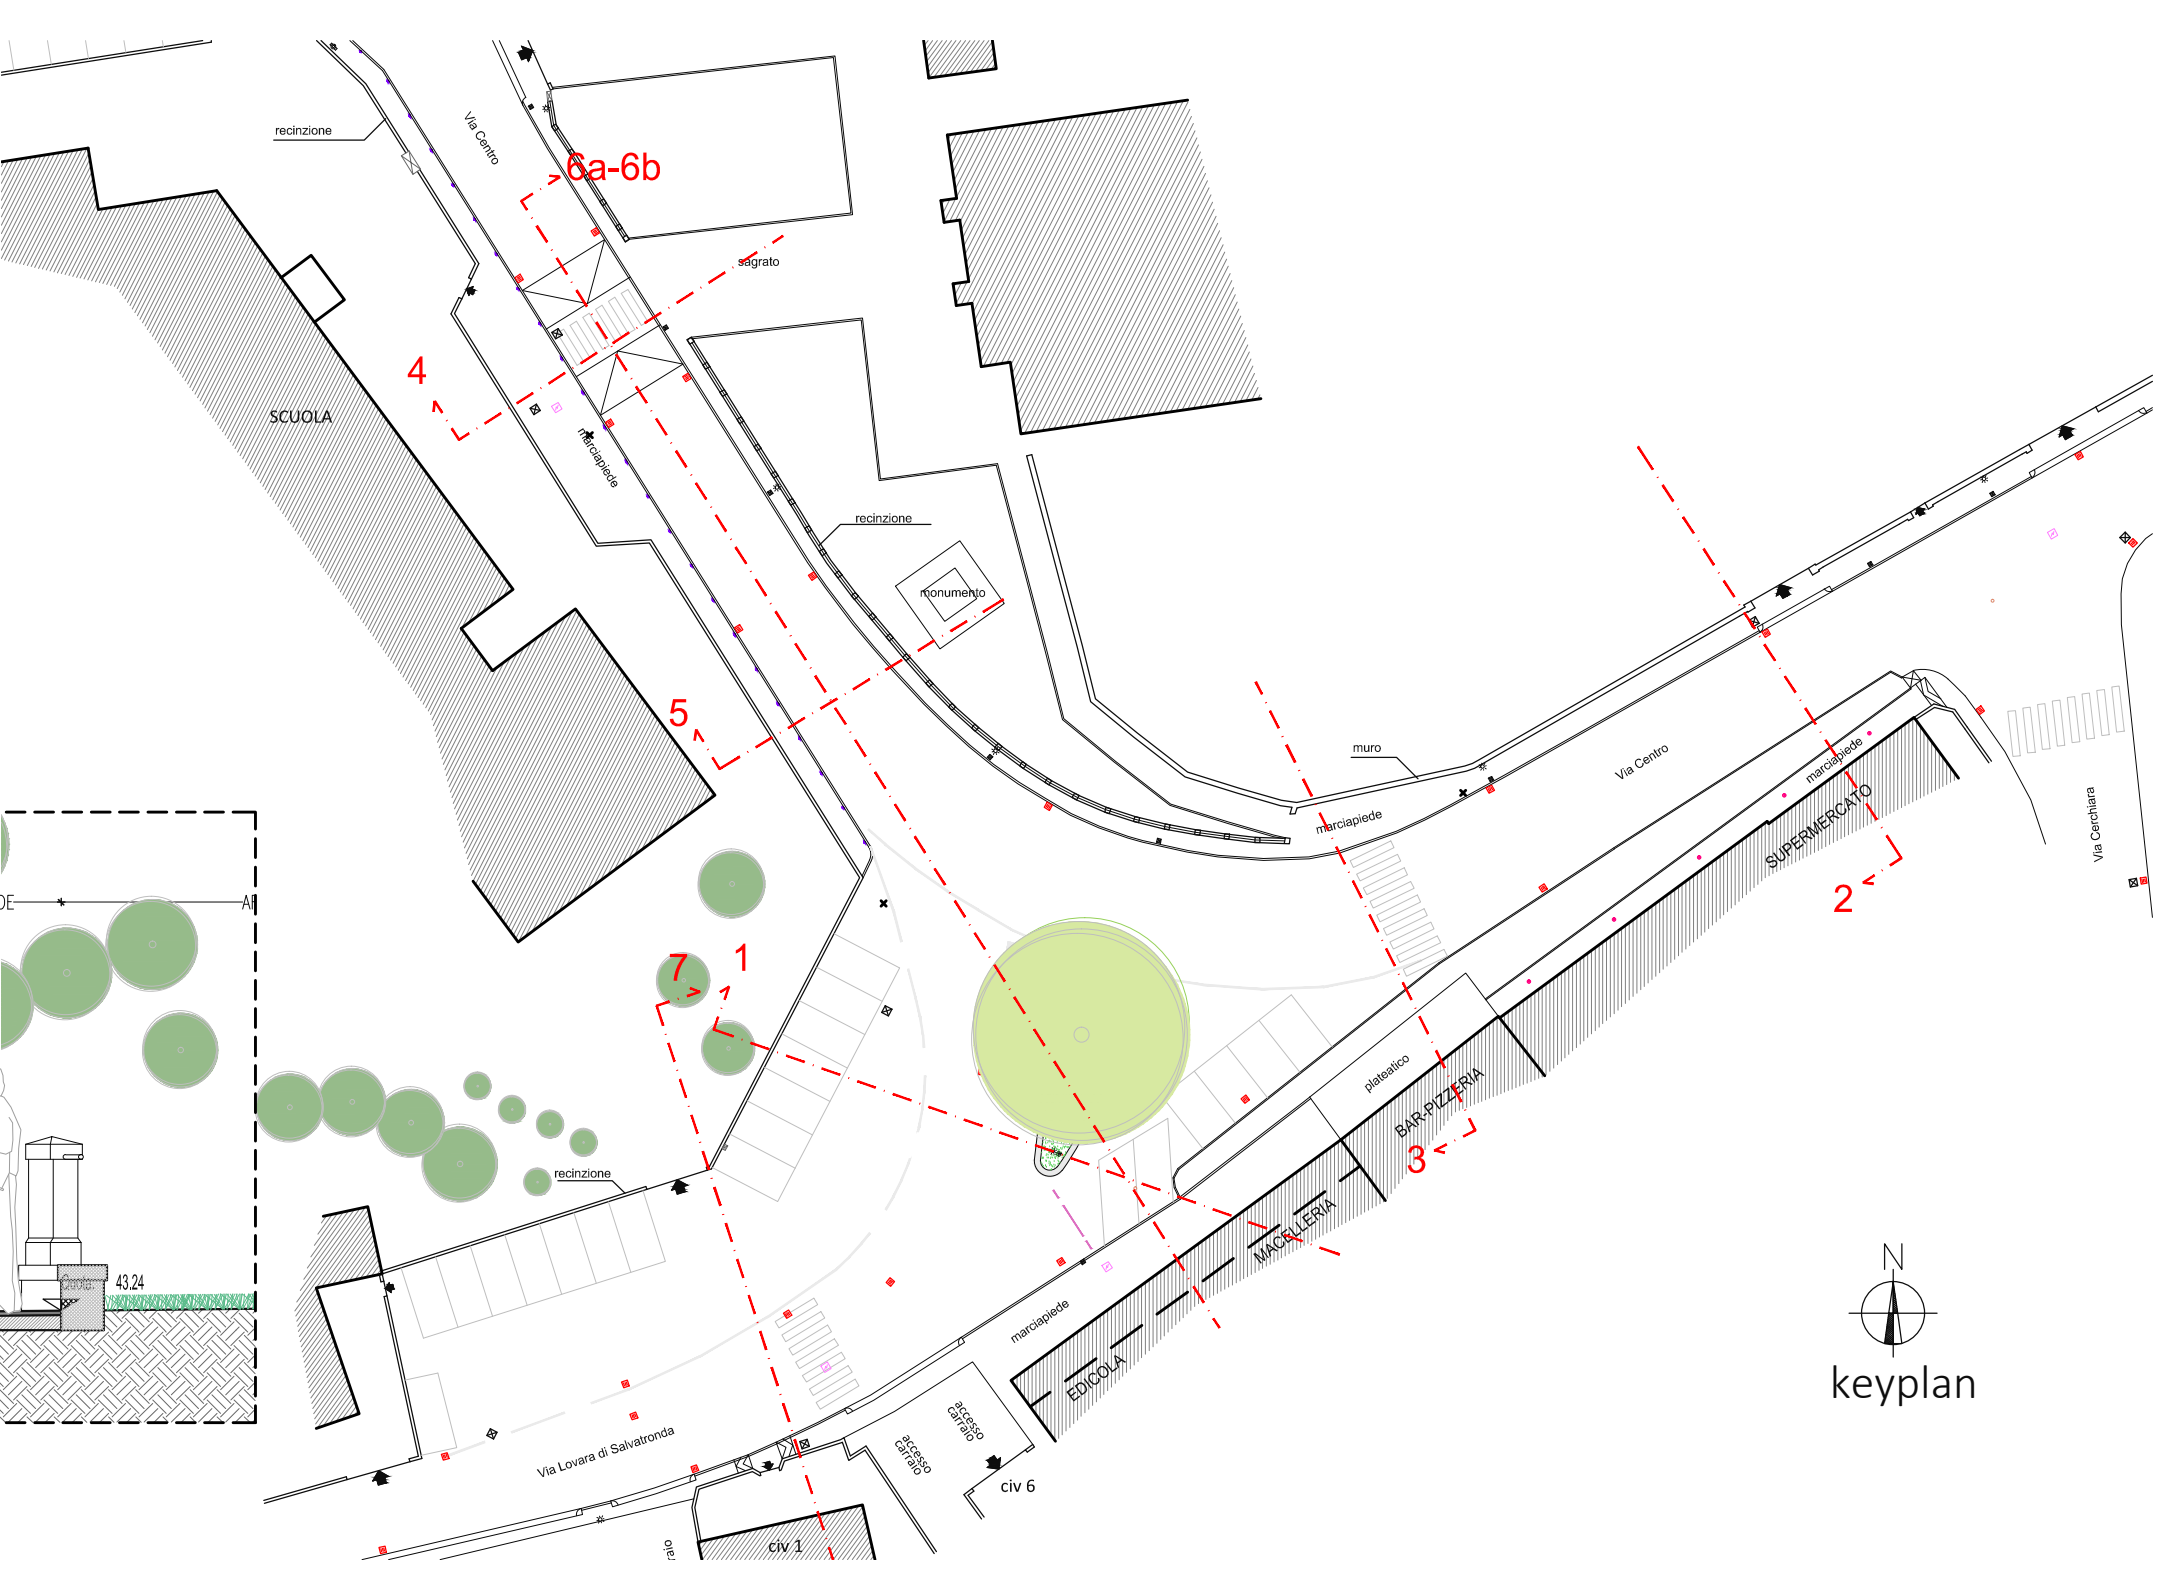 recinzione
Via Centro
6a-6b
sagrato
4
SCUOLA
marciapiede
recinzione
monumento
5
muro
Via Centro
marciapiede
marciapiede
SUPERMERCATO
Via Cerchiara
2
7
1
plateatico
BAR-PIZZERIA
3
MACELLERIA
recinzione
43.24
Quota:
marciapiede
EDICOLA
N
keyplan
accesso
carraio
accesso
carraio
Via Lovara di Salvatronda
civ 6
civ 1